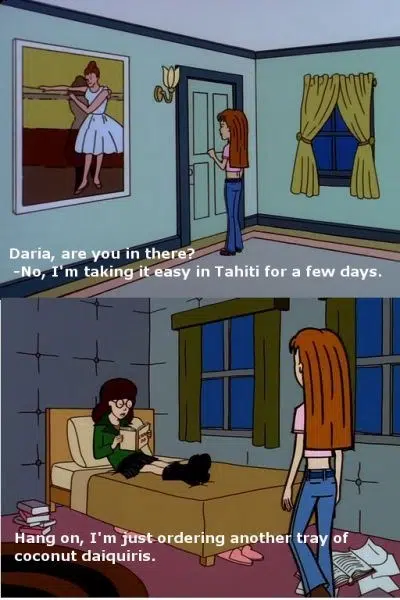 Daria, are you in there?
-No, I'm taking it easy in Tahiti for a few days.
Hang on, I'm just ordering another tray of
coconut daiquiris.